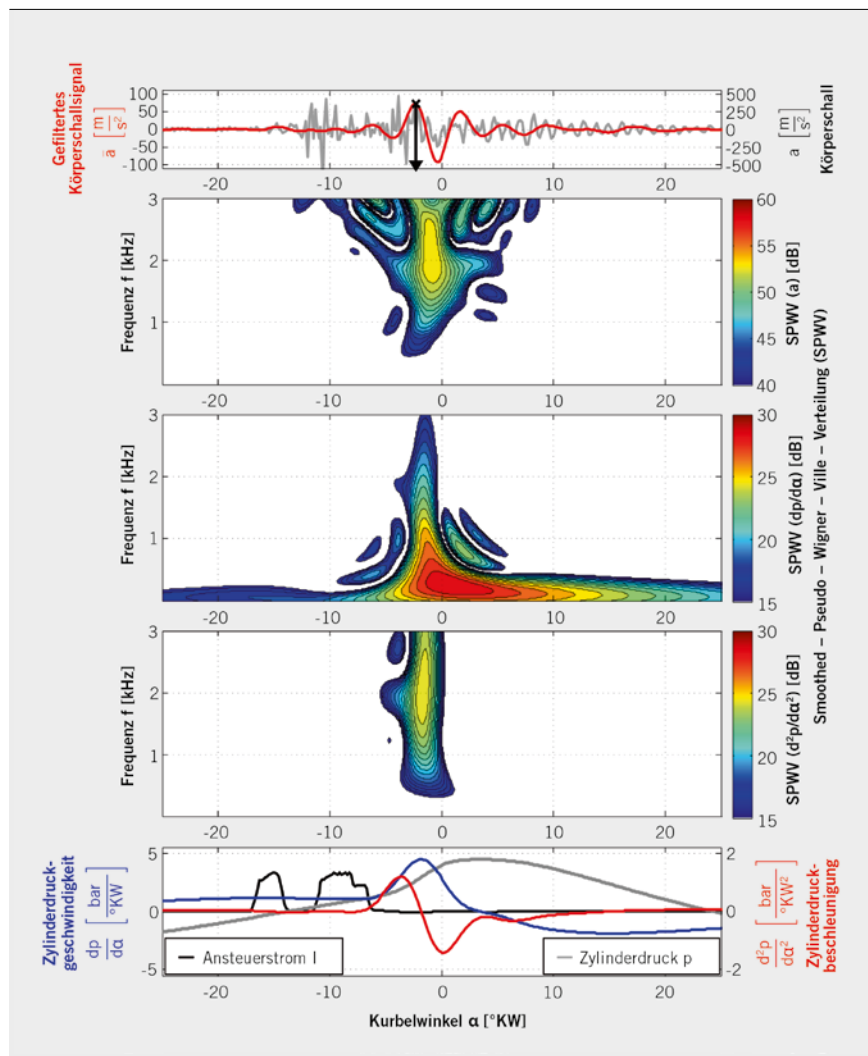 Gefiltertes
Körperschallsignal
a [m/s²]
100
50
0
-50
-100
500
250
0
-250
-500
a [m/s²]
Körperschall
-20 -10 0 10 20
Frequenz f [kHz]
3
2
1
60
55
50
45
40
SPWV (a) [dB]
-20 -10 0 10 20
Frequenz f [kHz]
3
2
1
30
25
20
15
SPWV (dp/dα) [dB]
Smoothed – Pseudo – Wigner – Ville – Verteilung (SPWV)
-20 -10 0 10 20
Frequenz f [kHz]
3
2
1
30
25
20
15
SPWV (d²p/dα²) [dB]
-20 -10 0 10 20
Zylinderdruck-
geschwindigkeit
dp/dα [bar/°KW]
5
0
-5
Ansteuerstrom I
Zylinderdruck p
2
0
-2
d²p/dα² [bar/°KW²]
Zylinderdruck-
beschleunigung
-20 -10 0 10 20
Kurbelwinkel α [°KW]